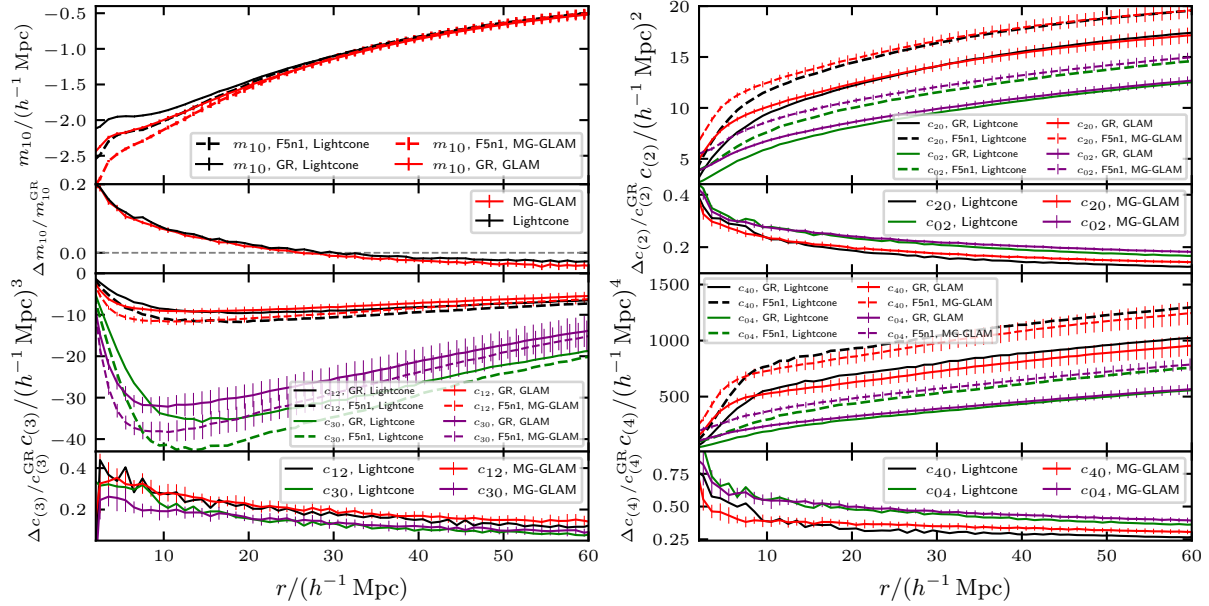 m10/(h−1 Mpc)
−0.5
−1.0
−1.5
−2.0
−2.5
m10, F5n1, Lightcone
m10, GR, Lightcone
m10, F5n1, MG-GLAM
m10, GR, GLAM
Δm10/m10GR
0.2
0.0
0
MG-GLAM
Lightcone
c(3)/(h−1 Mpc)3
−10
−20
−30
−40
c12, GR, Lightcone
c12, F5n1, Lightcone
c30, GR, Lightcone
c30, F5n1, Lightcone
c12, GR, GLAM
c12, F5n1, MG-GLAM
c30, GR, GLAM
c30, F5n1, MG-GLAM
Δc(3)/c(3)GR
0.4
0.2
c12, Lightcone
c30, Lightcone
c12, MG-GLAM
c30, MG-GLAM
10 20 30 40 50 60
r/(h−1 Mpc)
c(2)/(h−1 Mpc)2
20
15
10
5
c20, GR, Lightcone
c20, F5n1, Lightcone
c02, GR, Lightcone
c02, F5n1, Lightcone
c20, GR, GLAM
c20, F5n1, MG-GLAM
c02, GR, GLAM
c02, F5n1, MG-GLAM
Δc(2)/c(2)GR
0.4
0.2
c20, Lightcone
c02, Lightcone
c20, MG-GLAM
c02, MG-GLAM
c(4)/(h−1 Mpc)4
1500
1000
500
c40, GR, Lightcone
c40, F5n1, Lightcone
c04, GR, Lightcone
c04, F5n1, Lightcone
c40, GR, GLAM
c40, F5n1, MG-GLAM
c04, GR, GLAM
c04, F5n1, MG-GLAM
Δc(4)/c(4)GR
0.75
0.50
0.25
c40, Lightcone
c04, Lightcone
c40, MG-GLAM
c04, MG-GLAM
10 20 30 40 50 60
r/(h−1 Mpc)